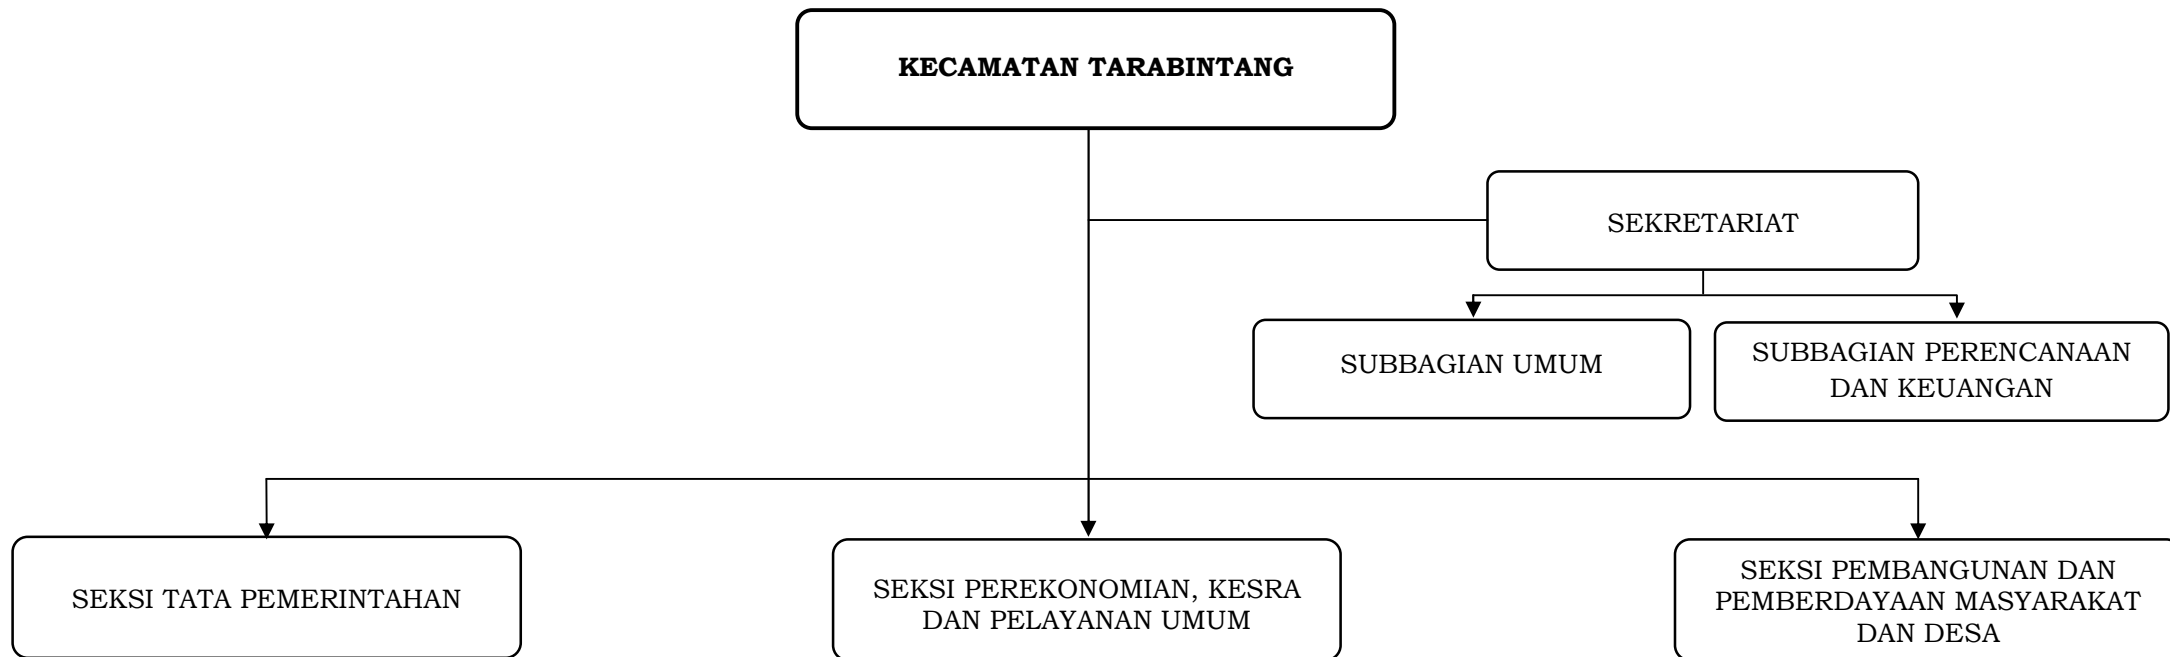 KECAMATAN TARABINTANG
SEKRETARIAT
SUBBAGIAN UMUM
SUBBAGIAN PERENCANAAN
DAN KEUANGAN
SEKSI TATA PEMERINTAHAN
SEKSI PEREKONOMIAN, KESRA
DAN PELAYANAN UMUM
SEKSI PEMBANGUNAN DAN
PEMBERDAYAAN MASYARAKAT
DAN DESA